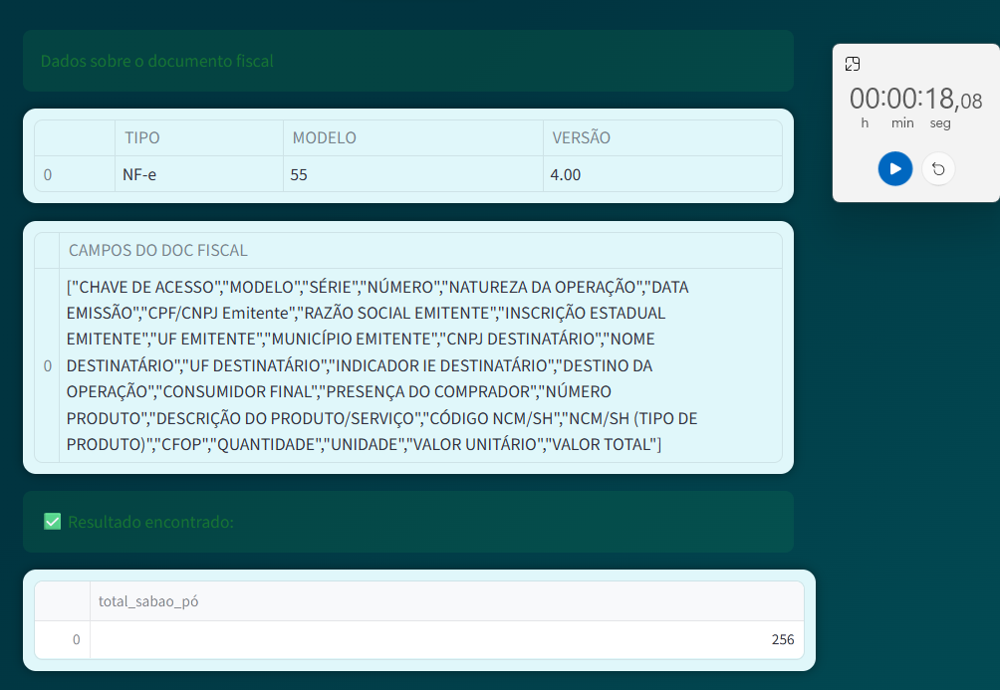 Dados sobre o documento fiscal
TIPO MODELO VERSÃO
0 NF-e 55 4.00
CAMPOS DO DOC FISCAL
0
["CHAVE DE ACESSO","MODELO","SÉRIE","NÚMERO","NATUREZA DA OPERAÇÃO","DATA
EMISSÃO","CPF/CNPJ Emitente","RAZÃO SOCIAL EMITENTE","INSCRIÇÃO ESTADUAL
EMITENTE","UF EMITENTE","MUNICÍPIO EMITENTE","CNPJ DESTINATÁRIO","NOME
DESTINATÁRIO","UF DESTINATÁRIO","INDICADOR IE DESTINATÁRIO","DESTINO DA
OPERAÇÃO","CONSUMIDOR FINAL","PRESENÇA DO COMPRADOR","NÚMERO
PRODUTO","DESCRIÇÃO DO PRODUTO/SERVIÇO","CÓDIGO NCM/SH","NCM/SH (TIPO DE
PRODUTO)","CFOP","QUANTIDADE","UNIDADE","VALOR UNITÁRIO","VALOR TOTAL"]
✅ Resultado encontrado:
total_sabao_pó
0 256
00:00:18,08
h min seg